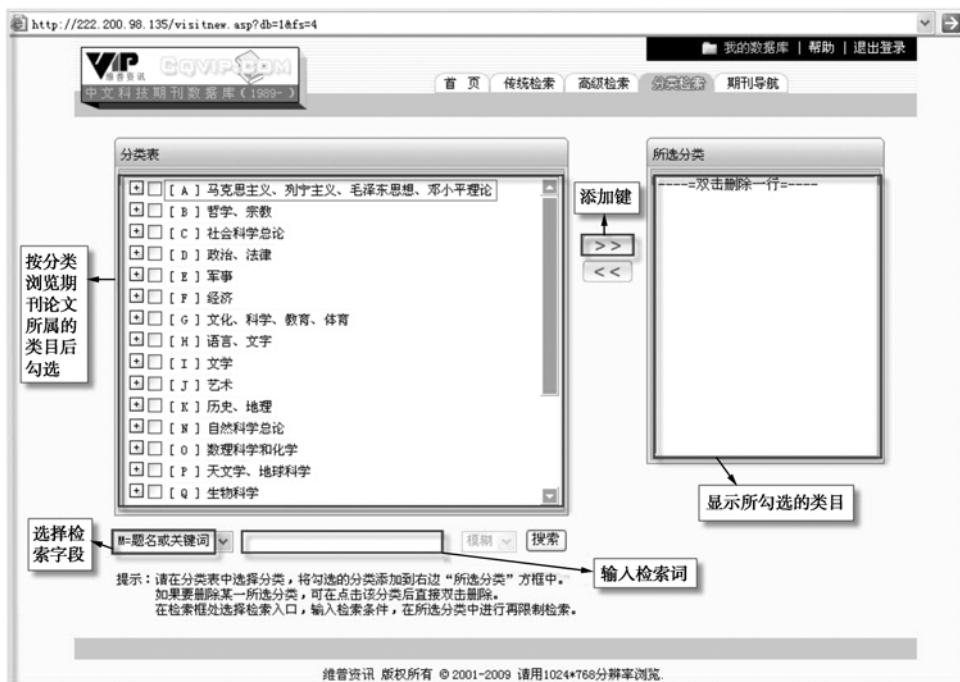 http://222.200.98.135/visitnew.asp?db=1&fs=4
我的数据库 | 帮助 | 退出登录
VIP
维普资讯
CQVIP.COM
中文科技期刊数据库(1989-)
首 页
传统检索
高级检索
分类检索
期刊导航
分类表
[ A ] 马克思主义、列宁主义、毛泽东思想、邓小平理论
[ B ] 哲学、宗教
[ C ] 社会科学总论
[ D ] 政治、法律
[ E ] 军事
[ F ] 经济
[ G ] 文化、科学、教育、体育
[ H ] 语言、文字
[ I ] 文学
[ J ] 艺术
[ K ] 历史、地理
[ N ] 自然科学总论
[ O ] 数理科学和化学
[ P ] 天文学、地球科学
[ Q ] 生物科学
按分类
浏览期
刊论文
所属的
类目后
勾选
添加键
>>
<<
所选分类
----=双击删除一行=----
显示所勾选的类目
选择检
索字段
M=题名或关键词
模糊
搜索
输入检索词
提示:请在分类表中选择分类,将勾选的分类添加到右边“所选分类”方框中。
如果要删除某一所选分类,可在点击该分类后直接双击删除。
在检索框处选择检索入口,输入检索条件,在所选分类中进行再限制检索。
维普资讯 版权所有 © 2001-2009 请用1024*768分辨率浏览.